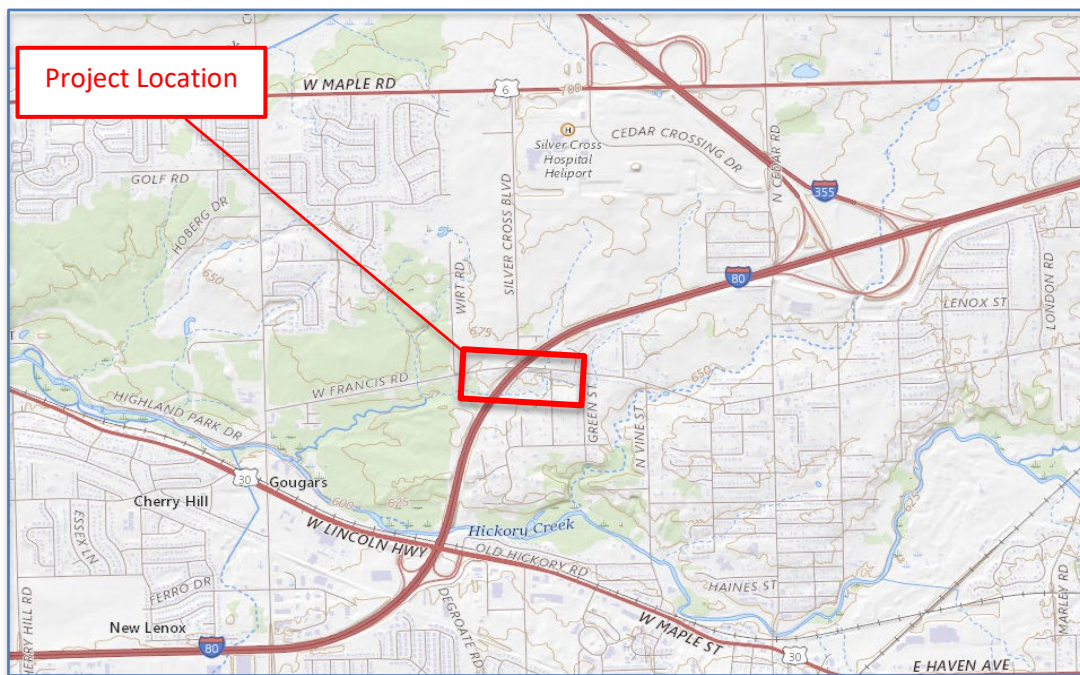 Project Location
W MAPLE RD
6
700
H
Silver Cross
Hospital
Heliport
CEDAR CROSSING DR
N CEDAR RD
355
GOLF RD
HOBERG DR
650
WIRT RD
SILVER CROSS BLVD
80
LENOX ST
LONDON RD
675
W FRANCIS RD
650
HIGHLAND PARK DR
GREEN ST
N VINE ST
30
Gougars
Cherry Hill
600
625
625
ESSEX LN
W LINCOLN HWY
Hickory Creek
OLD HICKORY RD
FERRO DR
HAINES ST
DEGROATE RD
MARLEY RD
New Lenox
80
W MAPLE ST
30
E HAVEN AVE